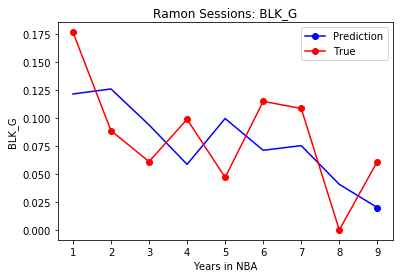 Ramon Sessions: BLK_G
Prediction
True
0.175
0.150
0.125
0.100
0.075
0.050
0.025
0.000
BLK_G
1 2 3 4 5 6 7 8 9
Years in NBA